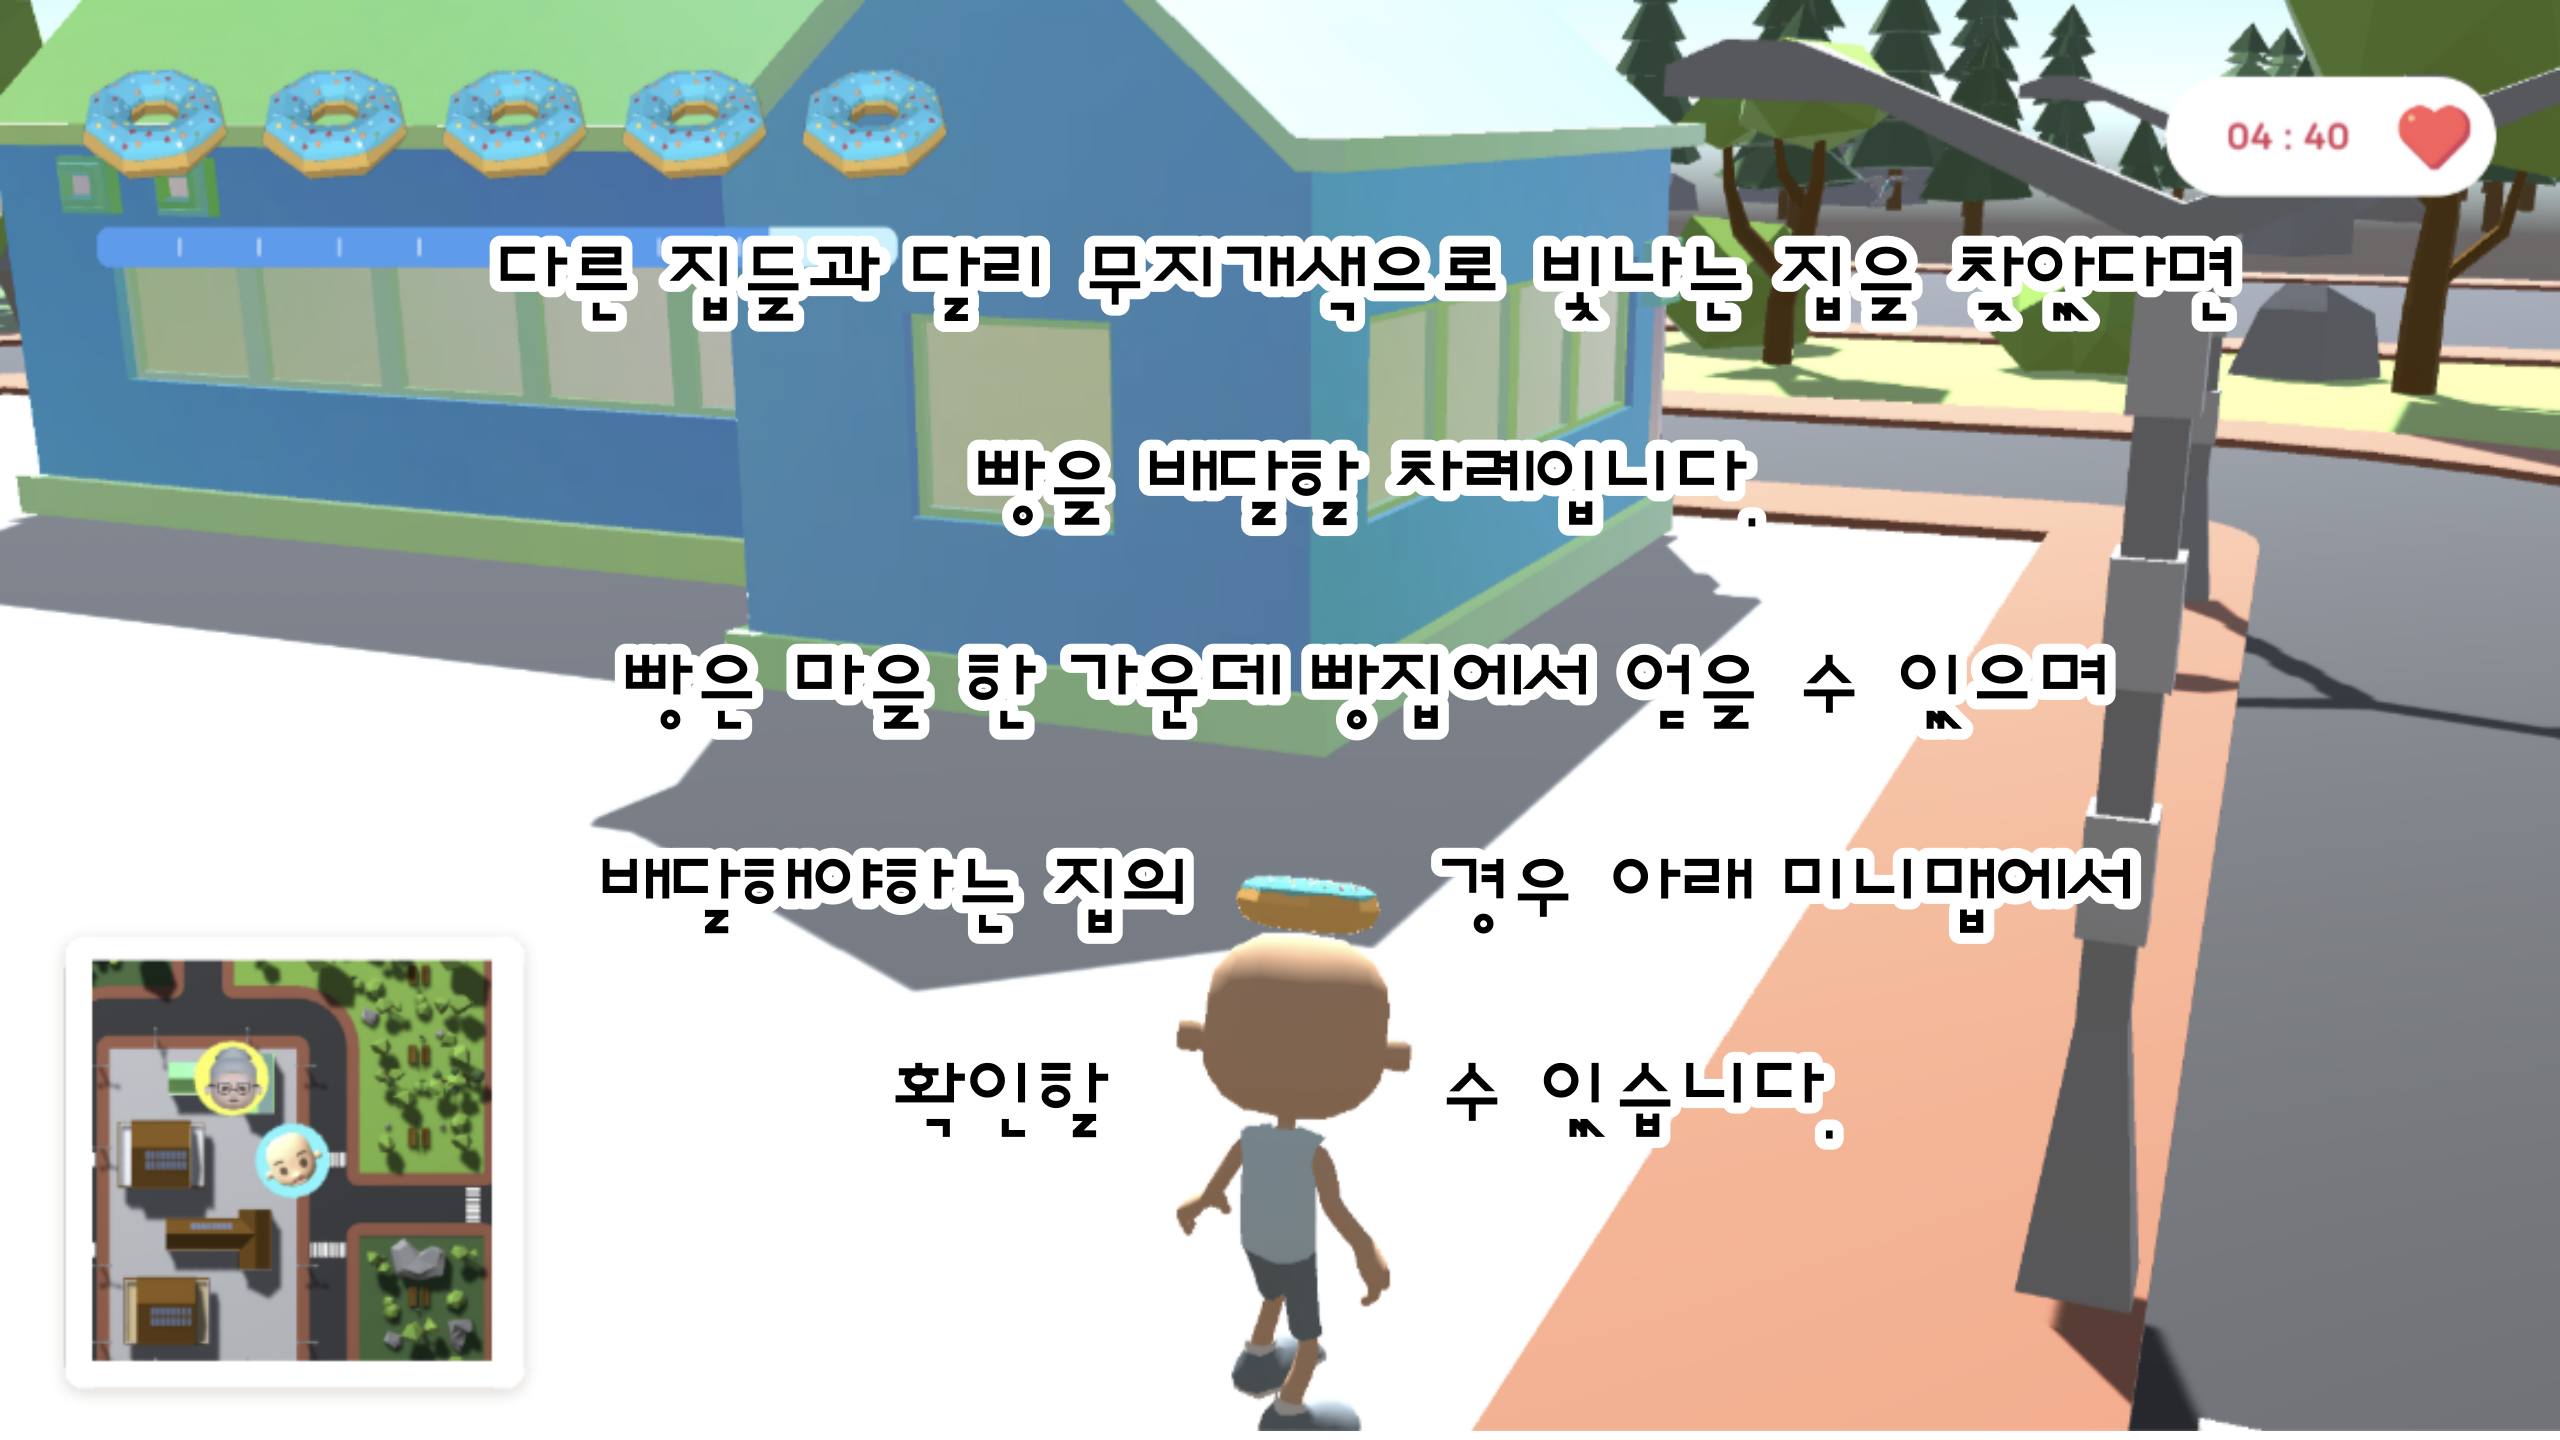 04 : 40
다른 집들과 달리 무지개색으로 빛나는 집을 찾았다면
빵을 배달할 차례입니다.
빵은 마을 한 가운데 빵집에서 얻을 수 있으며
배달해야하는 집의 경우 아래 미니맵에서
확인할 수 있습니다.